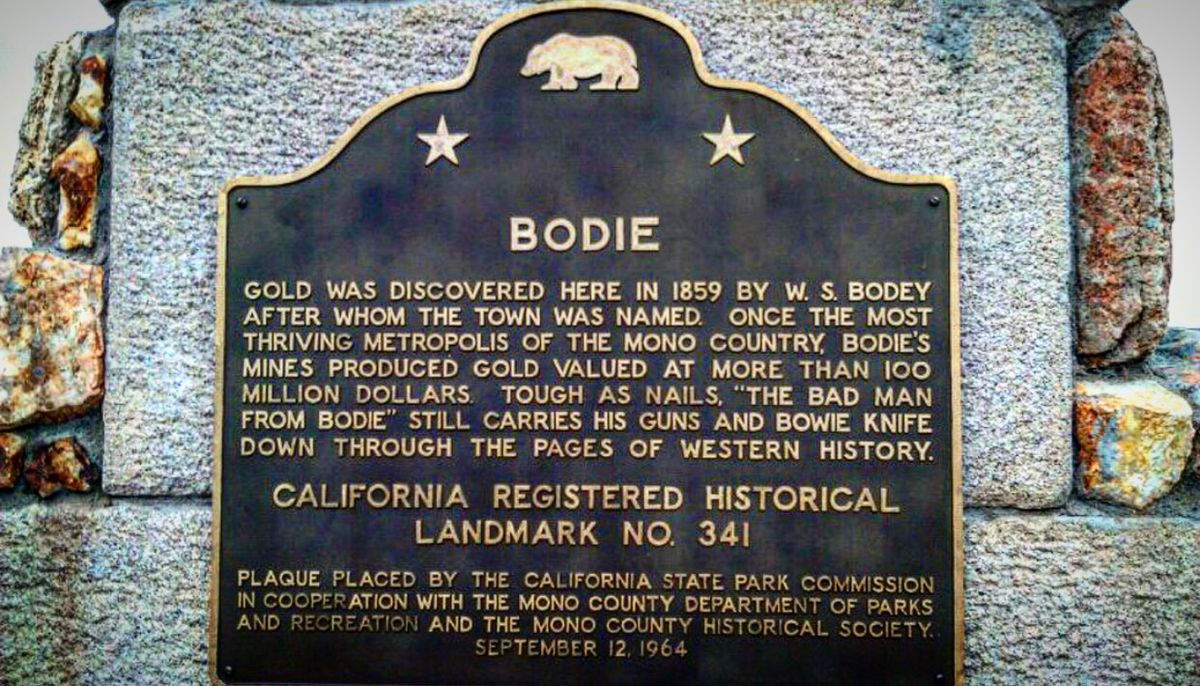 BODIE
GOLD WAS DISCOVERED HERE IN 1859 BY W. S. BODEY
AFTER WHOM THE TOWN WAS NAMED. ONCE THE MOST
THRIVING METROPOLIS OF THE MONO COUNTRY, BODIE'S
MINES PRODUCED GOLD VALUED AT MORE THAN 100
MILLION DOLLARS. TOUGH AS NAILS, "THE BAD MAN
FROM BODIE" STILL CARRIES HIS GUNS AND BOWIE KNIFE
DOWN THROUGH THE PAGES OF WESTERN HISTORY.
CALIFORNIA REGISTERED HISTORICAL
LANDMARK NO. 341
PLAQUE PLACED BY THE CALIFORNIA STATE PARK COMMISSION
IN COOPERATION WITH THE MONO COUNTY DEPARTMENT OF PARKS
AND RECREATION AND THE MONO COUNTY HISTORICAL SOCIETY.
SEPTEMBER 12, 1964